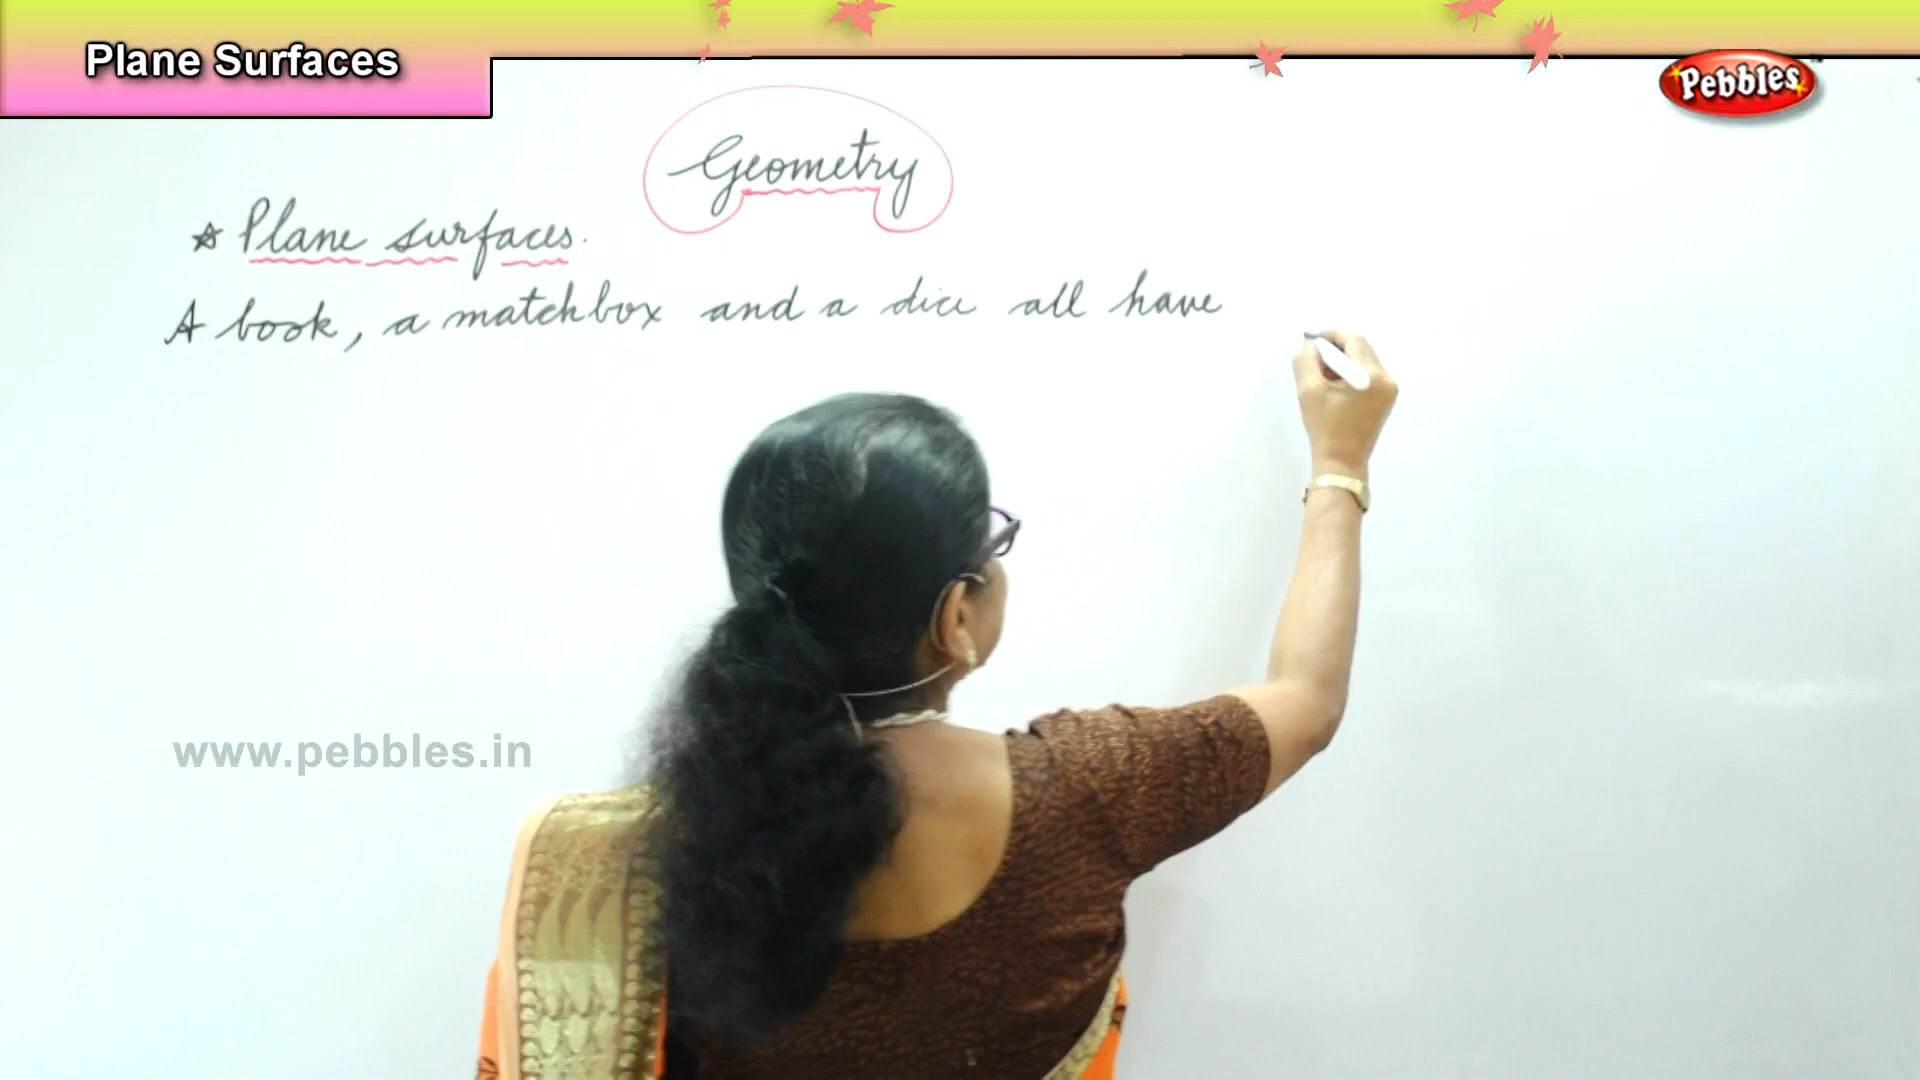 Plane Surfaces
Pebbles
Geometry
Plane surfaces.
A book, a matchbox and a dice all have
www.pebbles.in